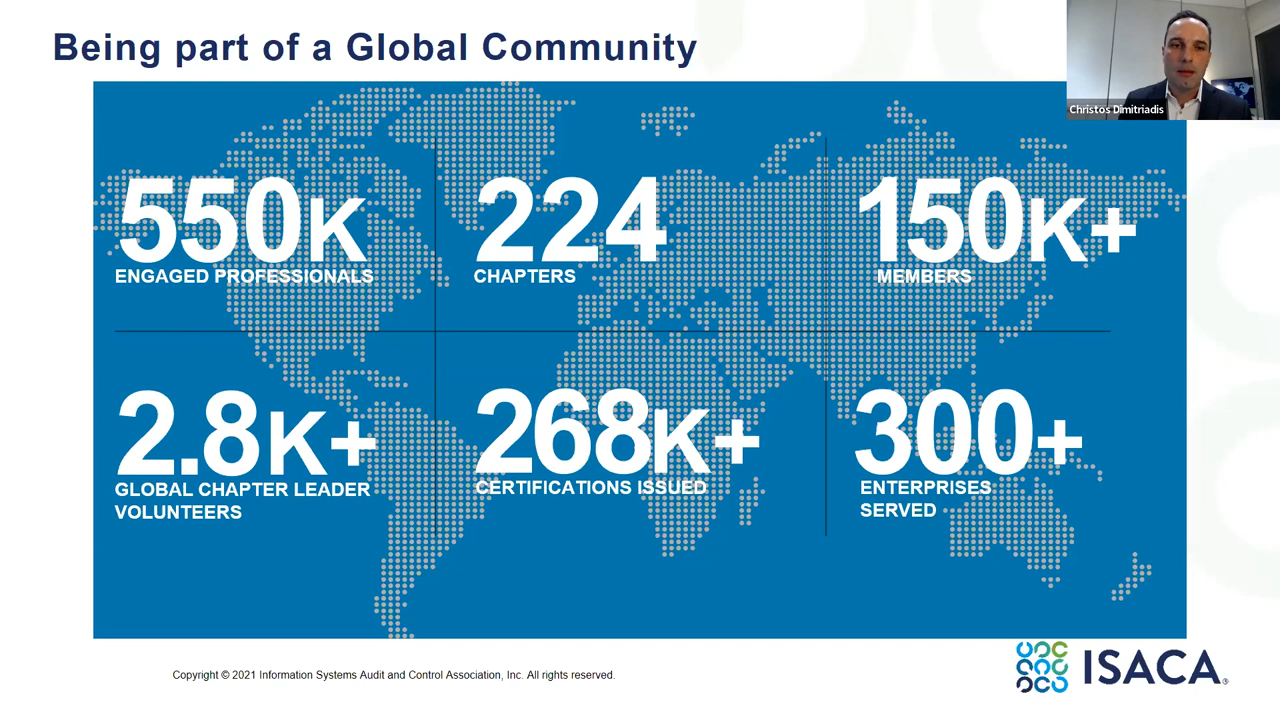 Being part of a Global Community
Christos Dimitriadis
550K
ENGAGED PROFESSIONALS
224
CHAPTERS
150K+
MEMBERS
2.8K+
GLOBAL CHAPTER LEADER
VOLUNTEERS
268K+
CERTIFICATIONS ISSUED
300+
ENTERPRISES
SERVED
Copyright © 2021 Information Systems Audit and Control Association, Inc. All rights reserved.
ISACA®